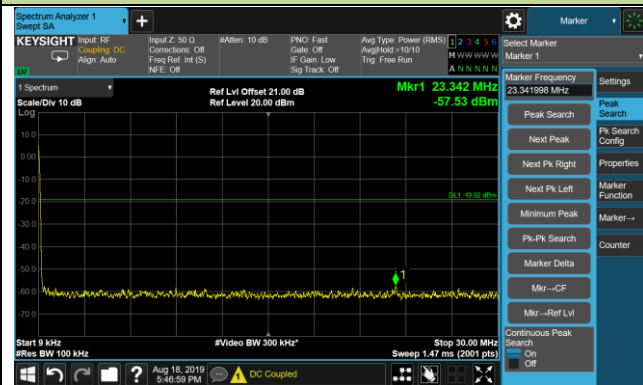 Spectrum Analyzer 1
Swept SA
Marker
KEYSIGHT
Input: RF
Coupling: DC
Align: Auto
Input Z: 50 Ω
Corrections: Off
Freq Ref: Int (S)
NFE: Off
#Atten: 10 dB
PNO: Fast
Gate: Off
IF Gain: Low
Sig Track: Off
Avg Type: Power (RMS)
Avg|Hold:>10/10
Trig: Free Run
1 2 3 4 5 6
M W W W W W
A N N N N N
LW
Select Marker
Marker 1
1 Spectrum
Scale/Div 10 dB
Log
Ref Lvl Offset 21.00 dB
Ref Level 20.00 dBm
Mkr1 23.342 MHz
-57.53 dBm
10.0
0.00
-10.0
-20.0
-30.0
-40.0
-50.0
-60.0
-70.0
DL1 -19.02 dBm
1
Start 9 kHz
#Res BW 100 kHz
#Video BW 300 kHz*
Stop 30.00 MHz
Sweep 1.47 ms (2001 pts)
Marker Frequency
23.341998 MHz
Peak Search
Next Peak
Next Pk Right
Next Pk Left
Minimum Peak
Pk-Pk Search
Marker Delta
Mkr→CF
Mkr→Ref Lvl
Continuous Peak
Search
On
Off
Settings
Peak
Search
Pk Search
Config
Properties
Marker
Function
Marker→
Counter
?
Aug 18, 2019
5:46:59 PM
DC Coupled